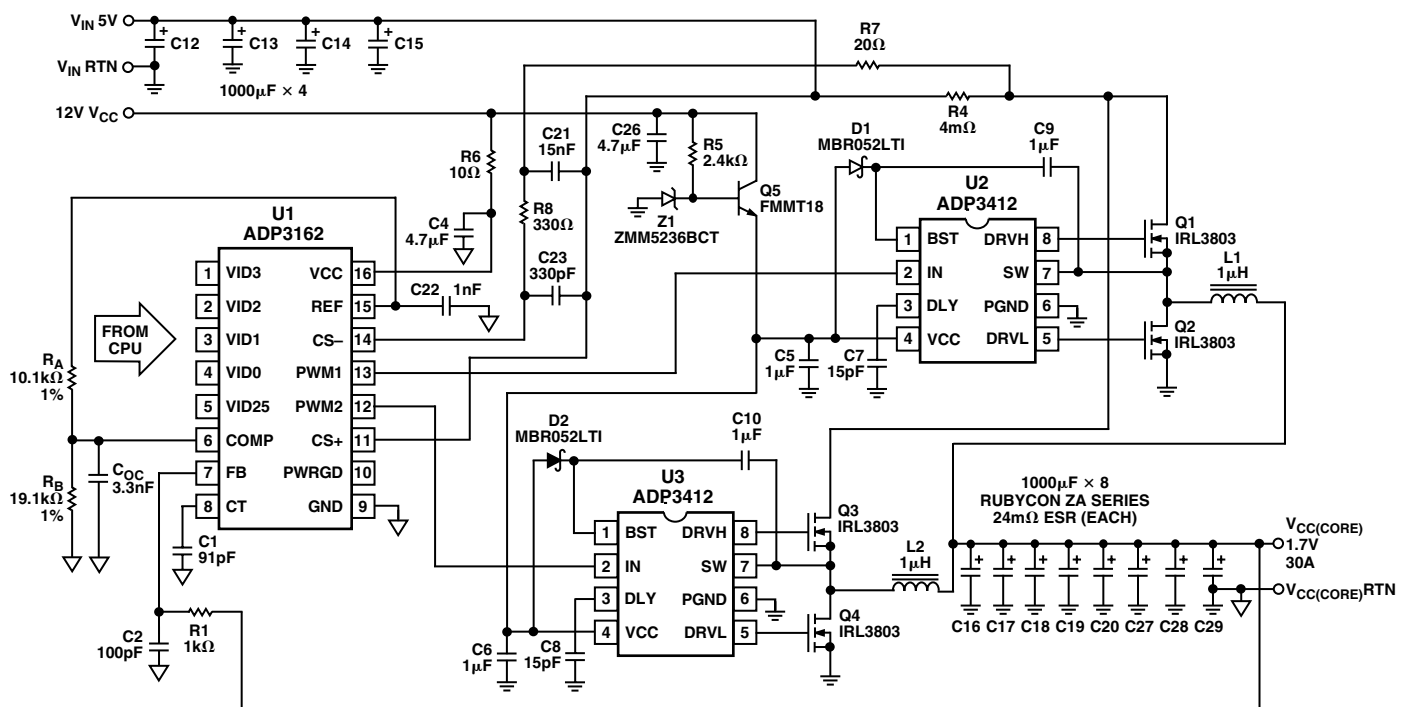 VIN 5V
C12
C13
C14
C15
VIN RTN
1000μF × 4
12V VCC
R7
20Ω
R4
4mΩ
R6
10Ω
C21
15nF
C26
4.7μF
R5
2.4kΩ
D1
MBR052LTI
C9
1μF
Q5
FMMT18
Z1
ZMM5236BCT
R8
330Ω
C4
4.7μF
C23
330pF
C22
1nF
U1
ADP3162
1 VID3 VCC 16
2 VID2 REF 15
3 VID1 CS– 14
4 VID0 PWM1 13
5 VID25 PWM2 12
6 COMP CS+ 11
7 FB PWRGD 10
8 CT GND 9
FROM
CPU
RA
10.1kΩ
1%
RB
19.1kΩ
1%
COC
3.3nF
C1
91pF
C2
100pF
R1
1kΩ
U2
ADP3412
1 BST DRVH 8
2 IN SW 7
3 DLY PGND 6
4 VCC DRVL 5
Q1
IRL3803
L1
1μH
Q2
IRL3803
C5
1μF
C7
15pF
D2
MBR052LTI
C10
1μF
U3
ADP3412
1 BST DRVH 8
2 IN SW 7
3 DLY PGND 6
4 VCC DRVL 5
C6
1μF
C8
15pF
Q3
IRL3803
L2
1μH
Q4
IRL3803
1000μF × 8
RUBYCON ZA SERIES
24mΩ ESR (EACH)
VCC(CORE)
1.7V
30A
VCC(CORE)RTN
C16 C17 C18 C19 C20 C27 C28 C29